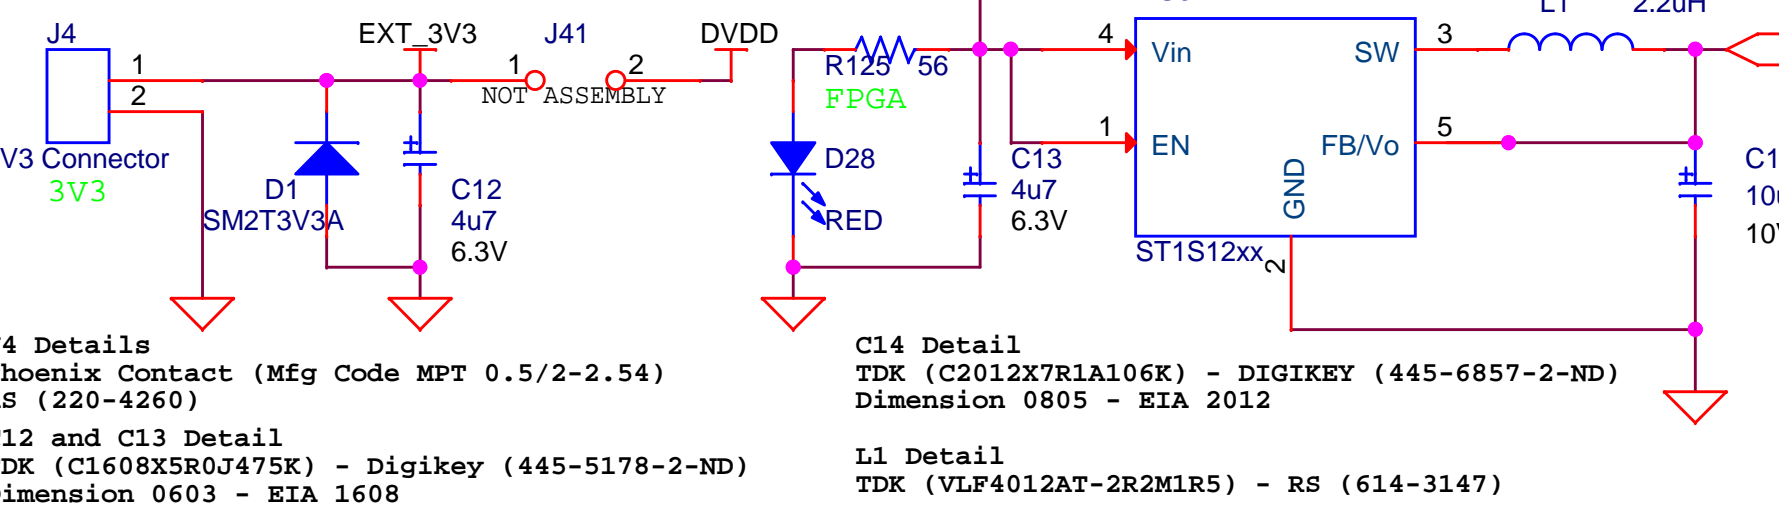 J4
1
2
V3 Connector
3V3
EXT_3V3
J41
1
2
NOT ASSEMBLY
DVDD
D1
SM2T3V3A
C12
4u7
6.3V
R125
56
FPGA
D28
RED
C13
4u7
6.3V
4
Vin
1
EN
SW
3
FB/Vo
5
GND
2
ST1S12xx
L1
2.2uH
4 Details
hoenix Contact (Mfg Code MPT 0.5/2-2.54)
S (220-4260)
12 and C13 Detail
DK (C1608X5R0J475K) - Digikey (445-5178-2-ND)
imension 0603 - EIA 1608
C14 Detail
TDK (C2012X7R1A106K) - DIGIKEY (445-6857-2-ND)
Dimension 0805 - EIA 2012
L1 Detail
TDK (VLF4012AT-2R2M1R5) - RS (614-3147)